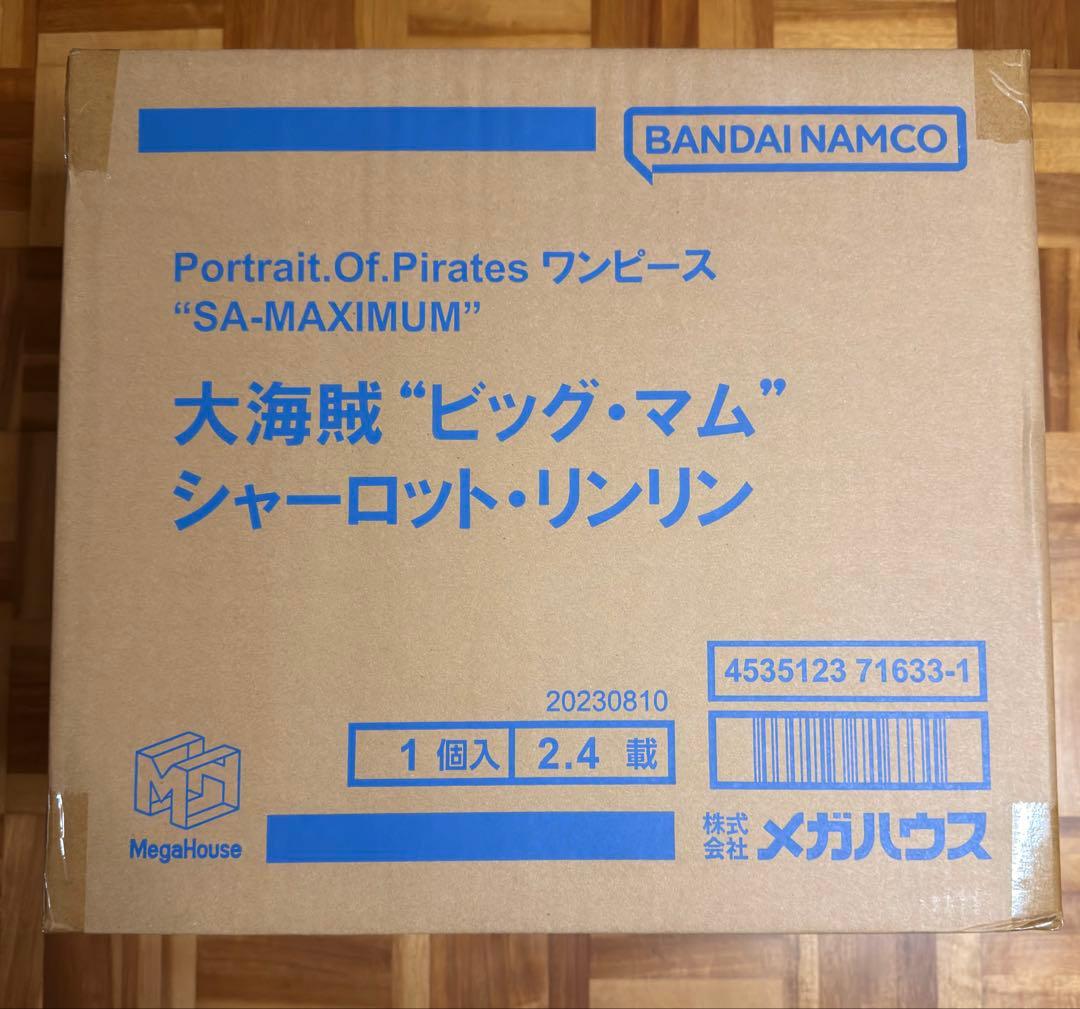 BANDAI NAMCO
Portrait.Of.Pirates ワンピース
“SA-MAXIMUM”
大海賊“ビッグ・マム”
シャーロット・リンリン
4535123 71633-1
20230810
1 個入 2.4 載
MegaHouse
株式会社 メガハウス